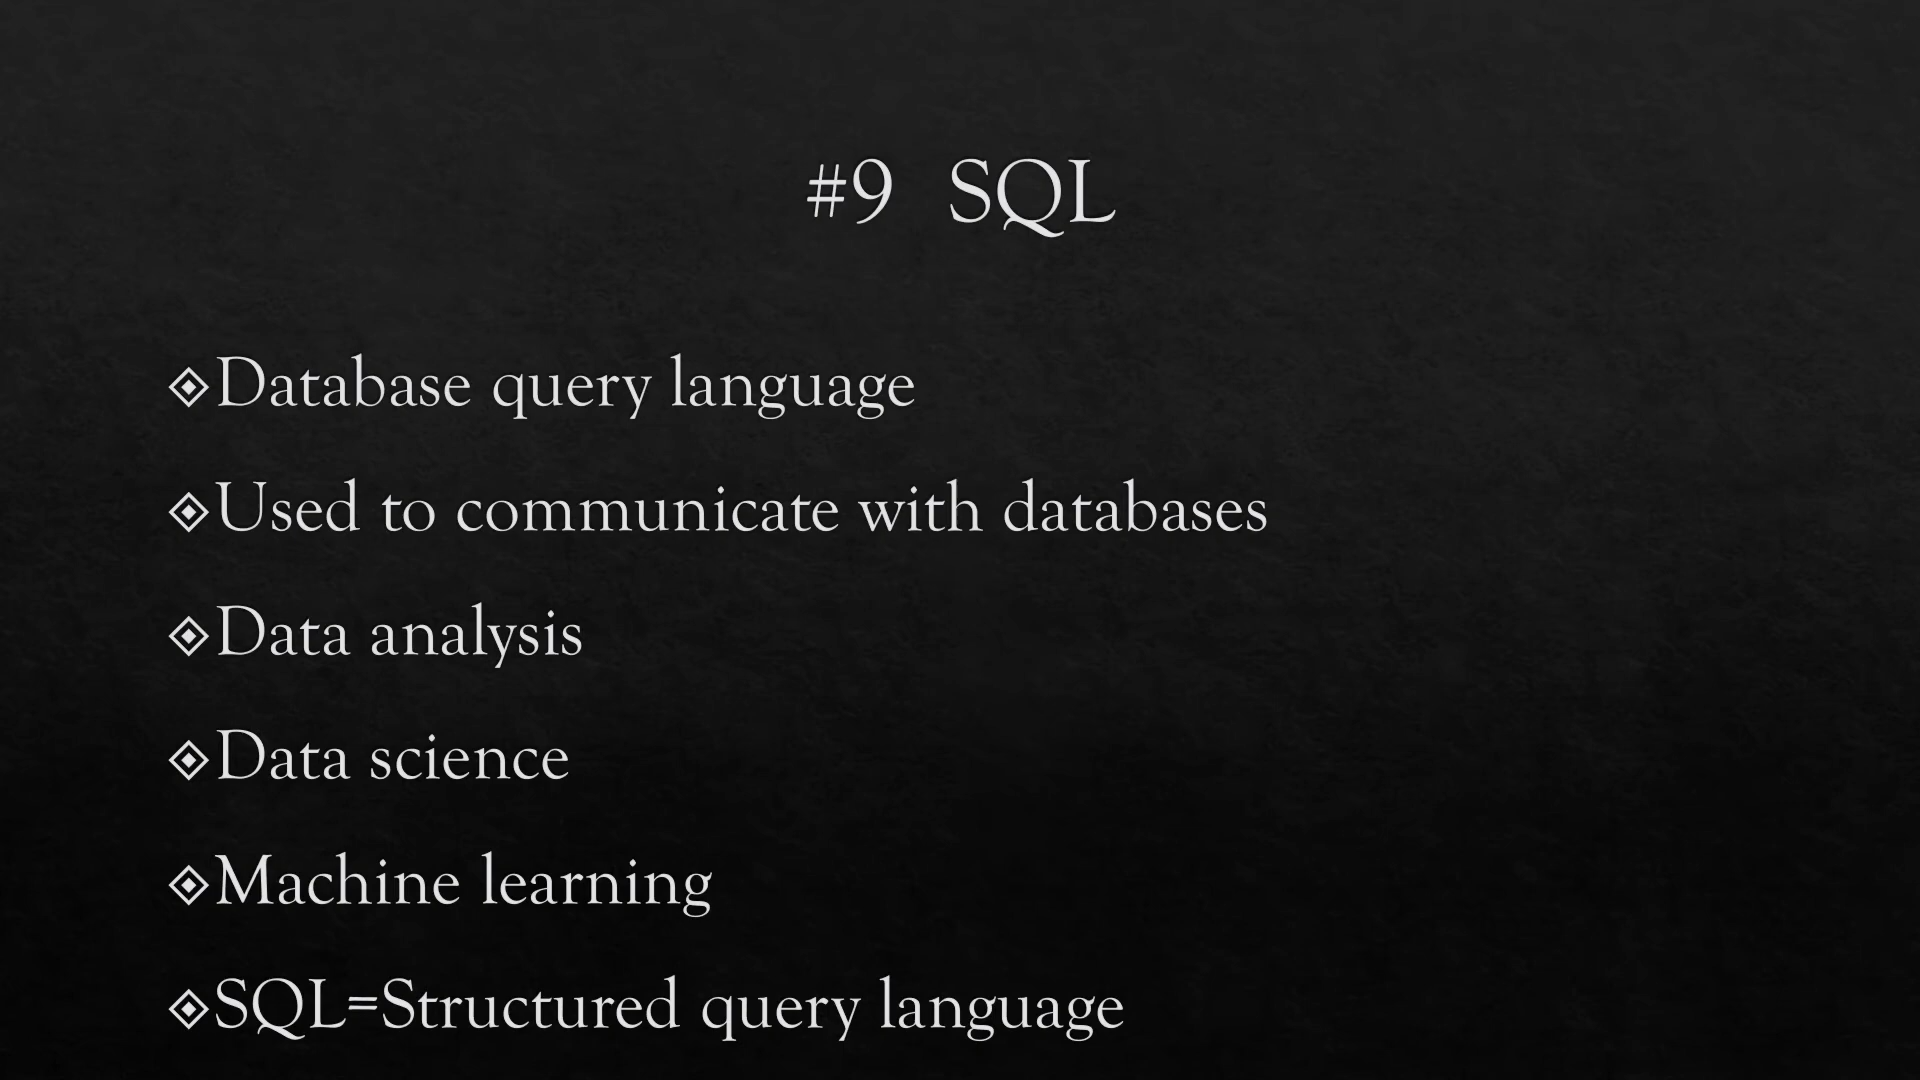 #9 SQL
Database query language
Used to communicate with databases
Data analysis
Data science
Machine learning
SQL=Structured query language